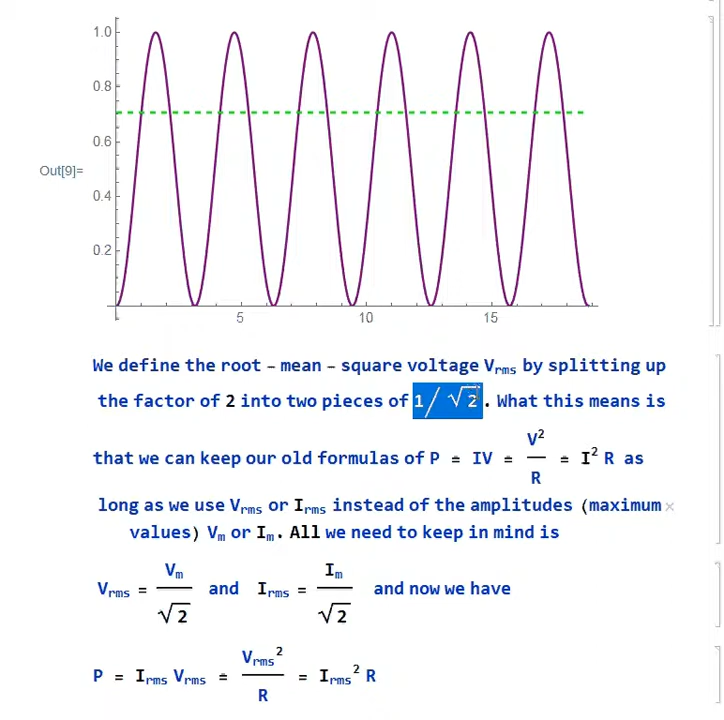 1.0
0.8
0.6
Out[9]=
0.4
0.2
5 10 15
We define the root - mean - square voltage Vrms by splitting up
the factor of 2 into two pieces of 1/√2. What this means is
that we can keep our old formulas of P = IV = V²/R = I² R as
long as we use Vrms or Irms instead of the amplitudes (maximum
values) Vm or Im. All we need to keep in mind is
Vrms = Vm/√2 and Irms = Im/√2 and now we have
P = Irms Vrms = Vrms²/R = Irms² R